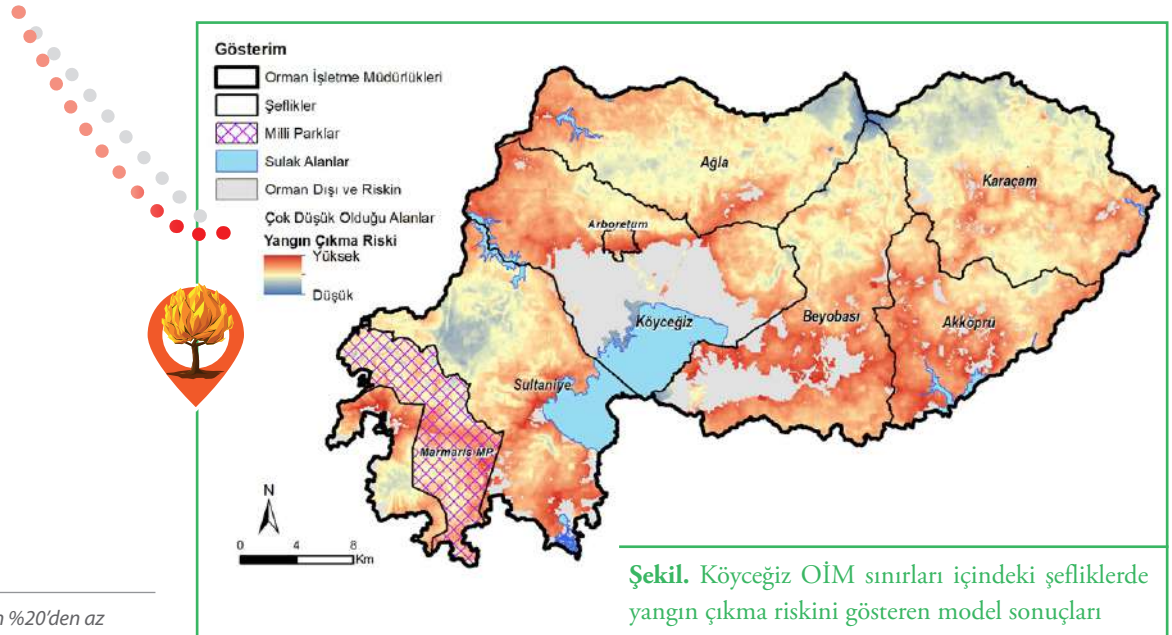 Gösterim
Orman İşletme Müdürlükleri
Şeflikler
Milli Parklar
Sulak Alanlar
Orman Dışı ve Riskin
Çok Düşük Olduğu Alanlar
Yangın Çıkma Riski
Yüksek
Düşük
Ağla
Karaçam
Arboretum
Köyceğiz
Beyobası
Akköprü
Sultaniye
Marmaris MP
N
0 4 8
Km
Şekil. Köyceğiz OİM sınırları içindeki şefliklerde
yangın çıkma riskini gösteren model sonuçları
n %20'den az